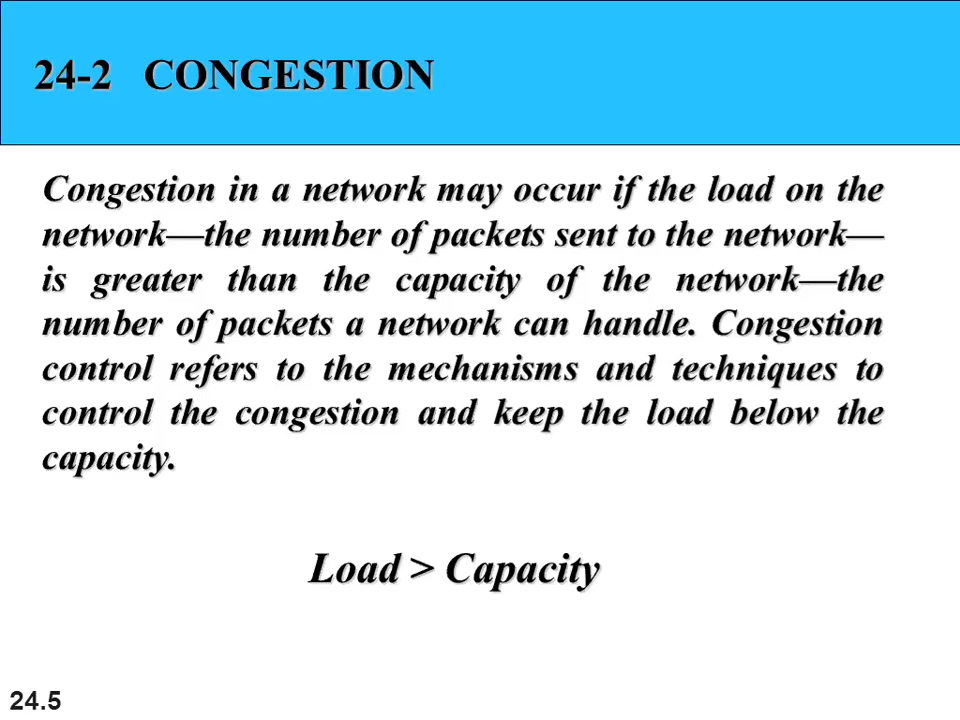 24-2 CONGESTION
Congestion in a network may occur if the load on the
network—the number of packets sent to the network—
is greater than the capacity of the network—the
number of packets a network can handle. Congestion
control refers to the mechanisms and techniques to
control the congestion and keep the load below the
capacity.
Load > Capacity
24.5